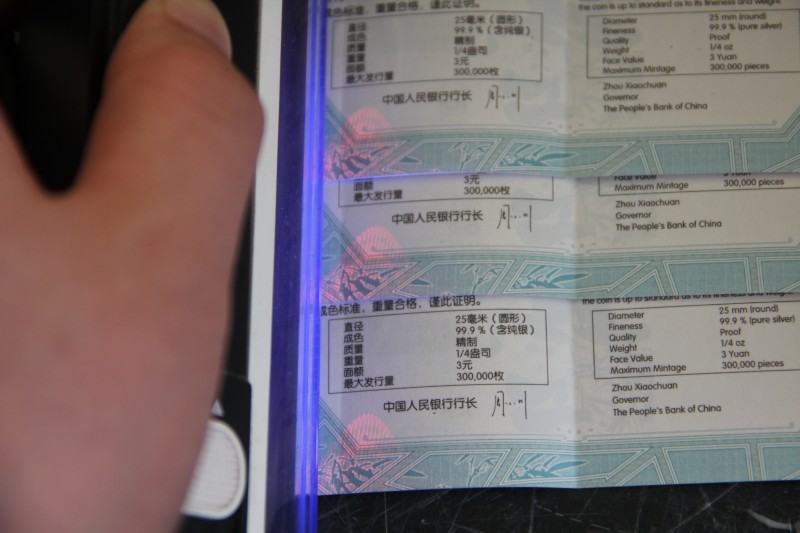 成色标准,重量合格,谨此证明。
直径 25毫米(圆形)
成色 99.9%(含纯银)
质量 精制
重量 1/4盎司
面额 3元
最大发行量 300,000枚
中国人民银行行长
the coin is up to standard as to its fineness and weight
Diameter 25 mm (round)
Fineness 99.9 % (pure silver)
Quality Proof
Weight 1/4 oz
Face Value 3 Yuan
Maximum Mintage 300,000 pieces
Zhou Xiaochuan
Governor
The People's Bank of China
面额 3元
最大发行量 300,000枚
中国人民银行行长
Face Value 3 Yuan
Maximum Mintage 300,000 pieces
Zhou Xiaochuan
Governor
The People's Bank of China
成色标准,重量合格,谨此证明。
直径 25毫米(圆形)
成色 99.9%(含纯银)
质量 精制
重量 1/4盎司
面额 3元
最大发行量 300,000枚
中国人民银行行长
the coin is up to standard as to its fineness and weight
Diameter 25 mm (round)
Fineness 99.9 % (pure silver)
Quality Proof
Weight 1/4 oz
Face Value 3 Yuan
Maximum Mintage 300,000 pieces
Zhou Xiaochuan
Governor
The People's Bank of China